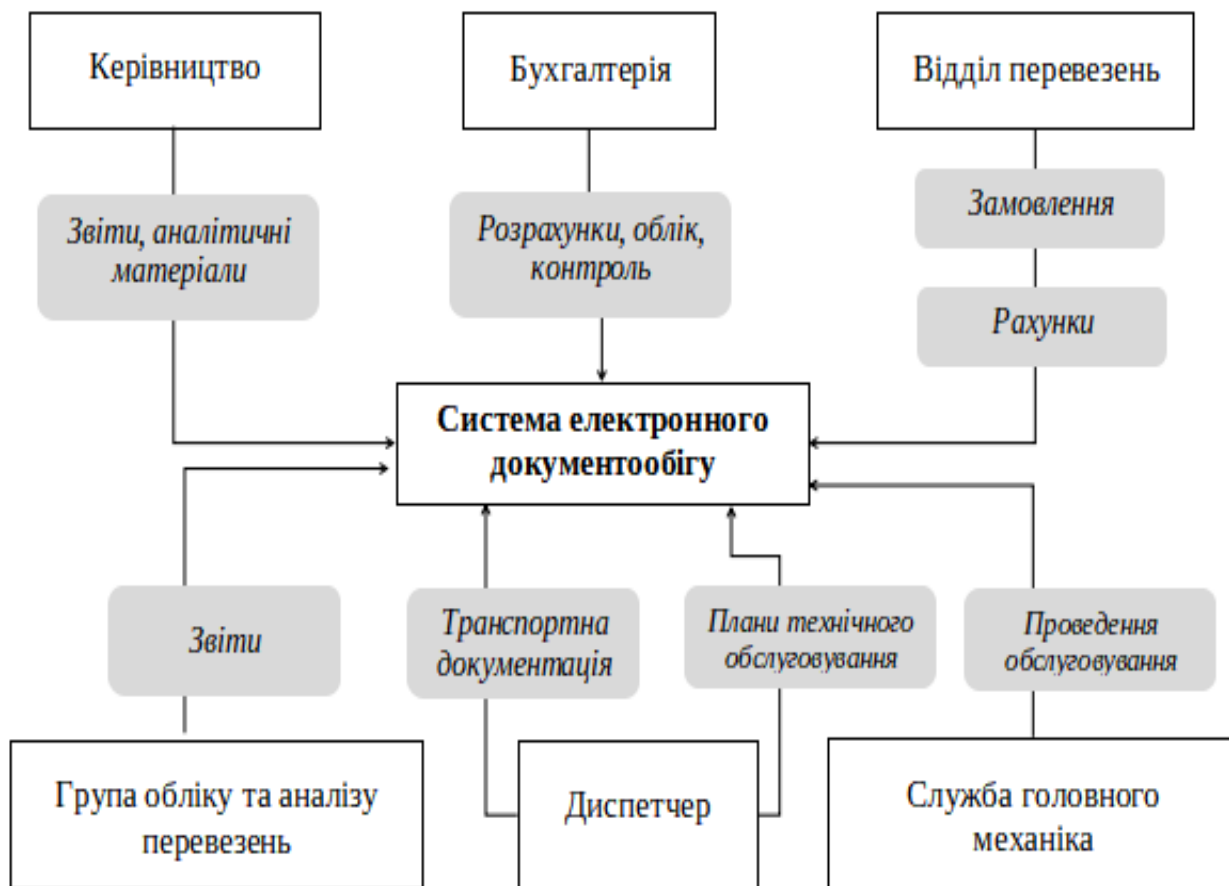 Керівництво
Бухгалтерія
Відділ перевезень
Звіти, аналітичні
матеріали
Розрахунки, облік,
контроль
Замовлення
Рахунки
Система електронного
документообігу
Звіти
Транспортна
документація
Плани технічного
обслуговування
Проведення
обслуговування
Група обліку та аналізу
перевезень
Диспетчер
Служба головного
механіка